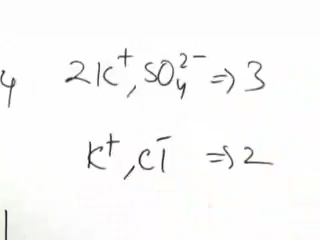 4 2K⁺, SO₄²⁻ ⇒ 3
K⁺, Cl⁻ ⇒ 2